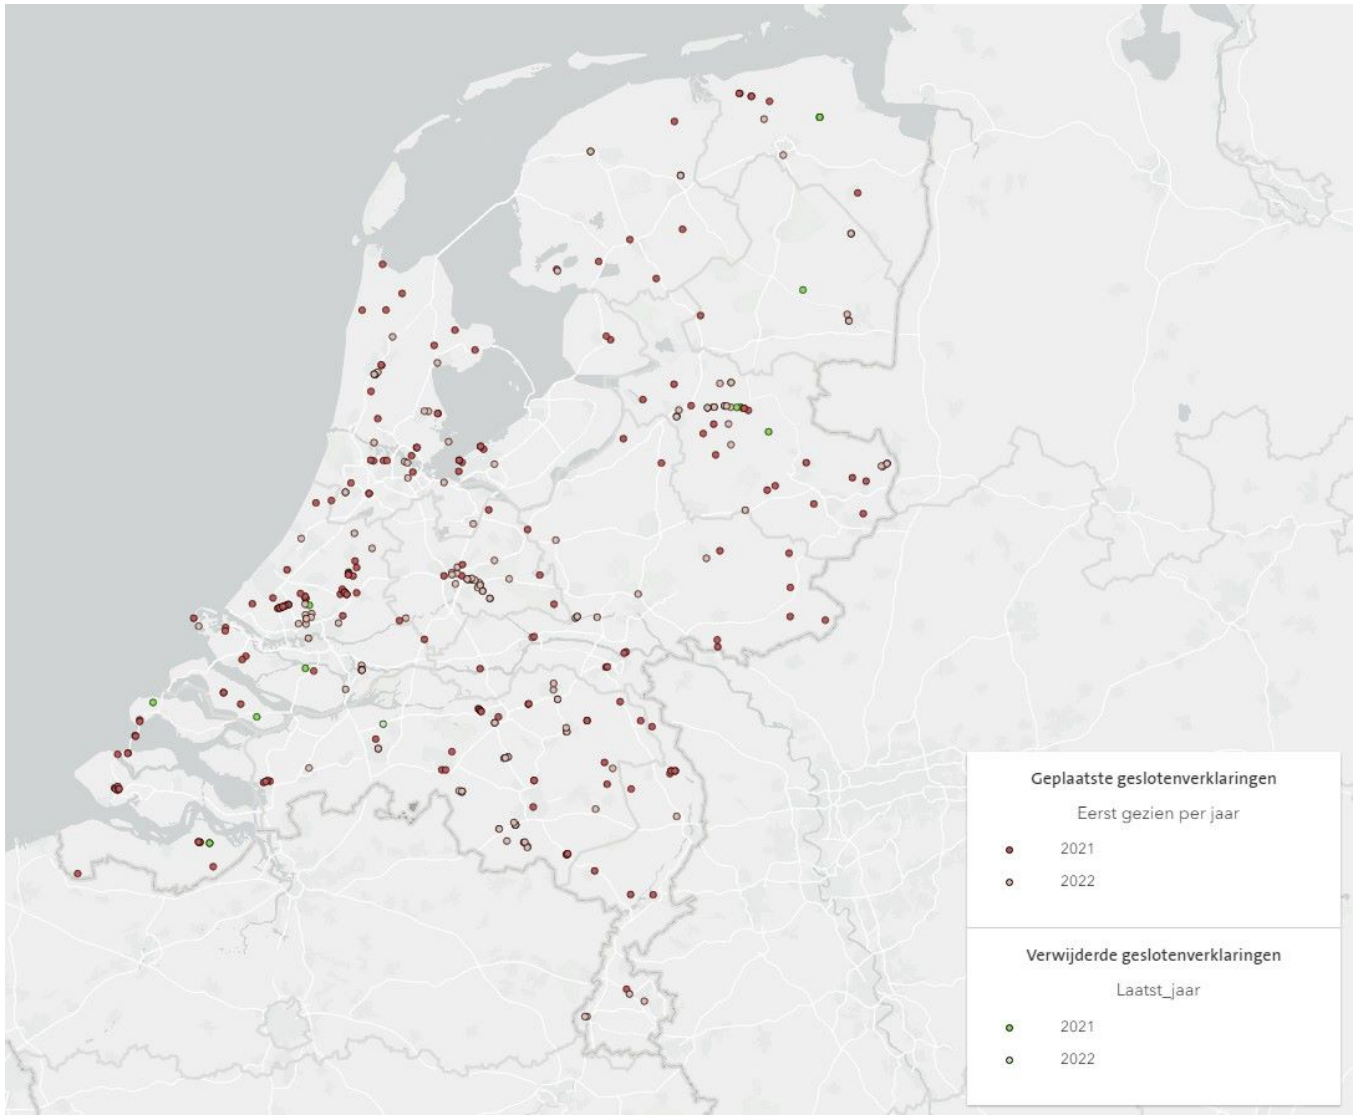 Geplaatste geslotenverklaringen
Eerst gezien per jaar
2021
2022
Verwijderde geslotenverklaringen
Laatst_jaar
2021
2022